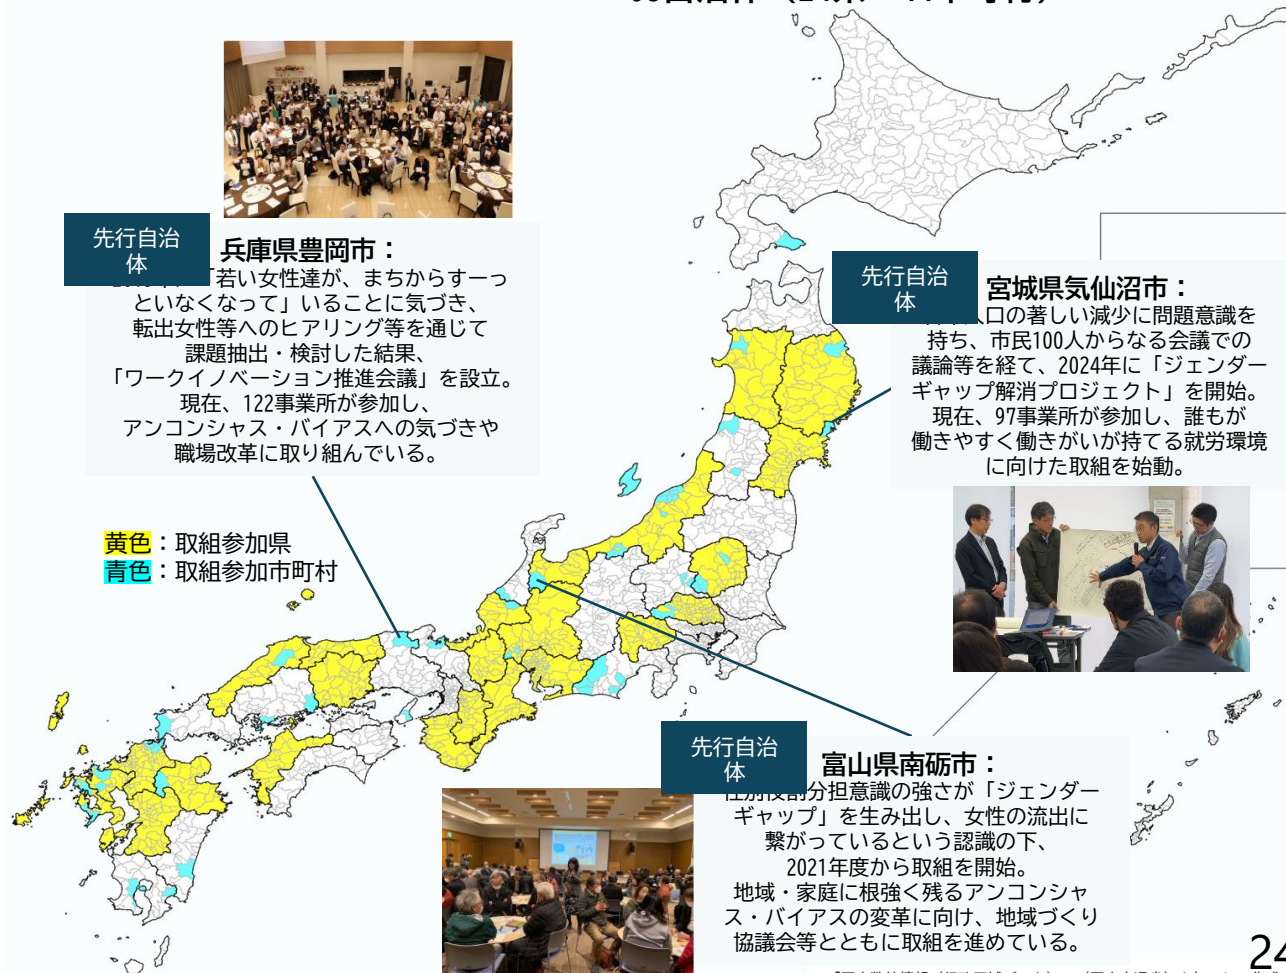 先行自治
体
兵庫県豊岡市：
「若い女性達が、まちからすーっ
といなくなって」いることに気づき、
転出女性等へのヒアリング等を通じて
課題抽出・検討した結果、
「ワークイノベーション推進会議」を設立。
現在、122事業所が参加し、
アンコンシャス・バイアスへの気づきや
職場改革に取り組んでいる。
先行自治
体
宮城県気仙沼市：
人口の著しい減少に問題意識を
持ち、市民100人からなる会議での
議論等を経て、2024年に「ジェンダー
ギャップ解消プロジェクト」を開始。
現在、97事業所が参加し、誰もが
働きやすく働きがいが持てる就労環境
に向けた取組を始動。
黄色：取組参加県
青色：取組参加市町村
先行自治
体
富山県南砺市：
性別役割分担意識の強さが「ジェンダー
ギャップ」を生み出し、女性の流出に
繋がっているという認識の下、
2021年度から取組を開始。
地域・家庭に根強く残るアンコンシャ
ス・バイアスの変革に向け、地域づくり
協議会等とともに取組を進めている。
24